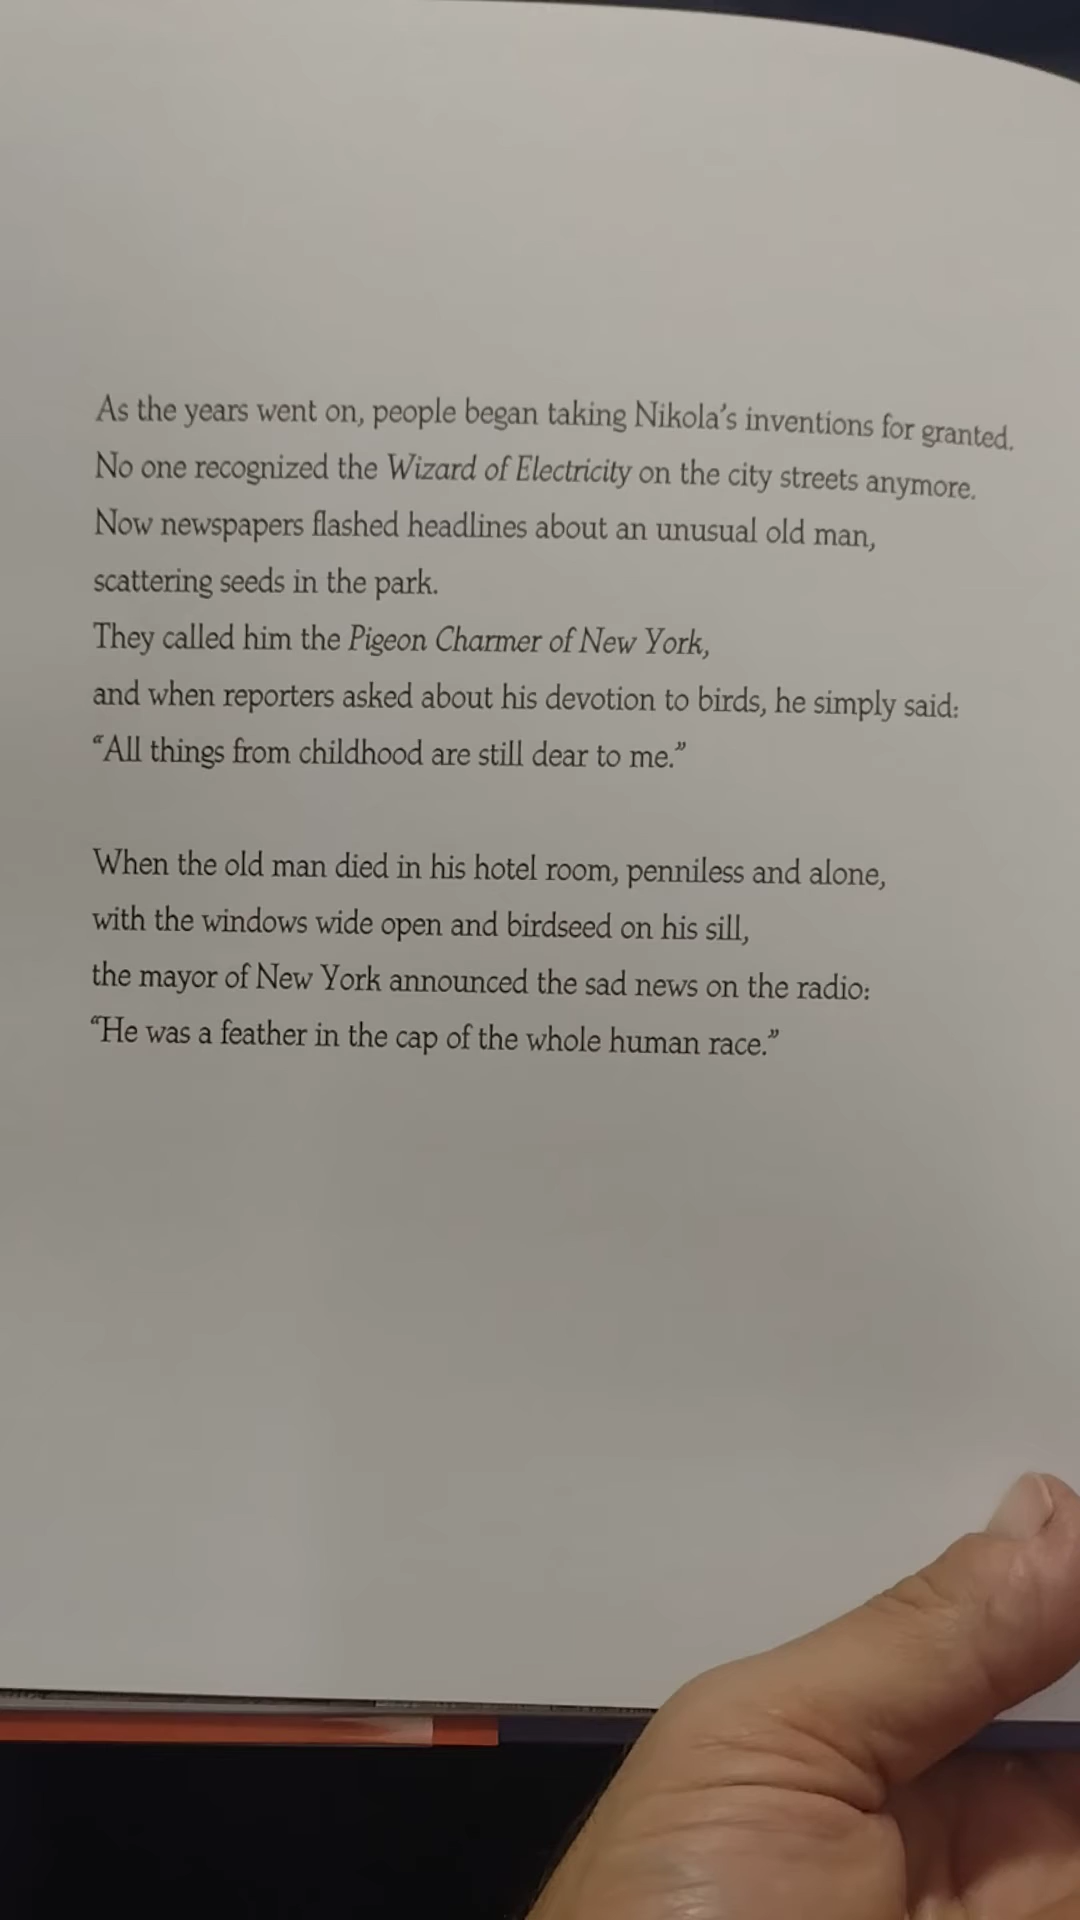 As the years went on, people began taking Nikola’s inventions for granted.
No one recognized the Wizard of Electricity on the city streets anymore.
Now newspapers flashed headlines about an unusual old man,
scattering seeds in the park.
They called him the Pigeon Charmer of New York,
and when reporters asked about his devotion to birds, he simply said:
“All things from childhood are still dear to me.”
When the old man died in his hotel room, penniless and alone,
with the windows wide open and birdseed on his sill,
the mayor of New York announced the sad news on the radio:
“He was a feather in the cap of the whole human race.”